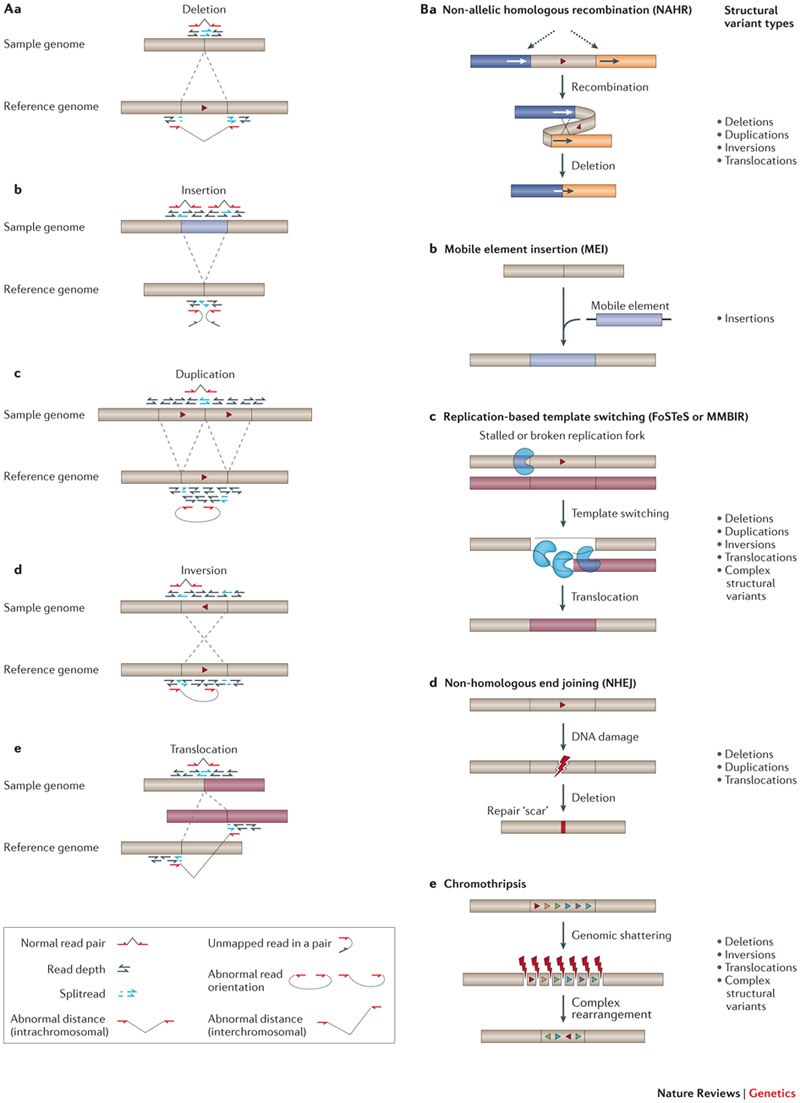 Aa
Deletion
Sample genome
Reference genome
b
Insertion
Sample genome
Reference genome
c
Duplication
Sample genome
Reference genome
d
Inversion
Sample genome
Reference genome
e
Translocation
Sample genome
Reference genome
Normal read pair
Read depth
Splitread
Abnormal distance
(intrachromosomal)
Unmapped read in a pair
Abnormal read
orientation
Abnormal distance
(interchromosomal)
Ba Non-allelic homologous recombination (NAHR)
Structural
variant types
Recombination
Deletion
• Deletions
• Duplications
• Inversions
• Translocations
b Mobile element insertion (MEI)
Mobile element
• Insertions
c Replication-based template switching (FoSTeS or MMBIR)
Stalled or broken replication fork
Template switching
Translocation
• Deletions
• Duplications
• Inversions
• Translocations
• Complex
structural
variants
d Non-homologous end joining (NHEJ)
DNA damage
Deletion
Repair ‘scar’
• Deletions
• Duplications
• Translocations
e Chromothripsis
Genomic shattering
Complex
rearrangement
• Deletions
• Inversions
• Translocations
• Complex
structural
variants
Nature Reviews | Genetics